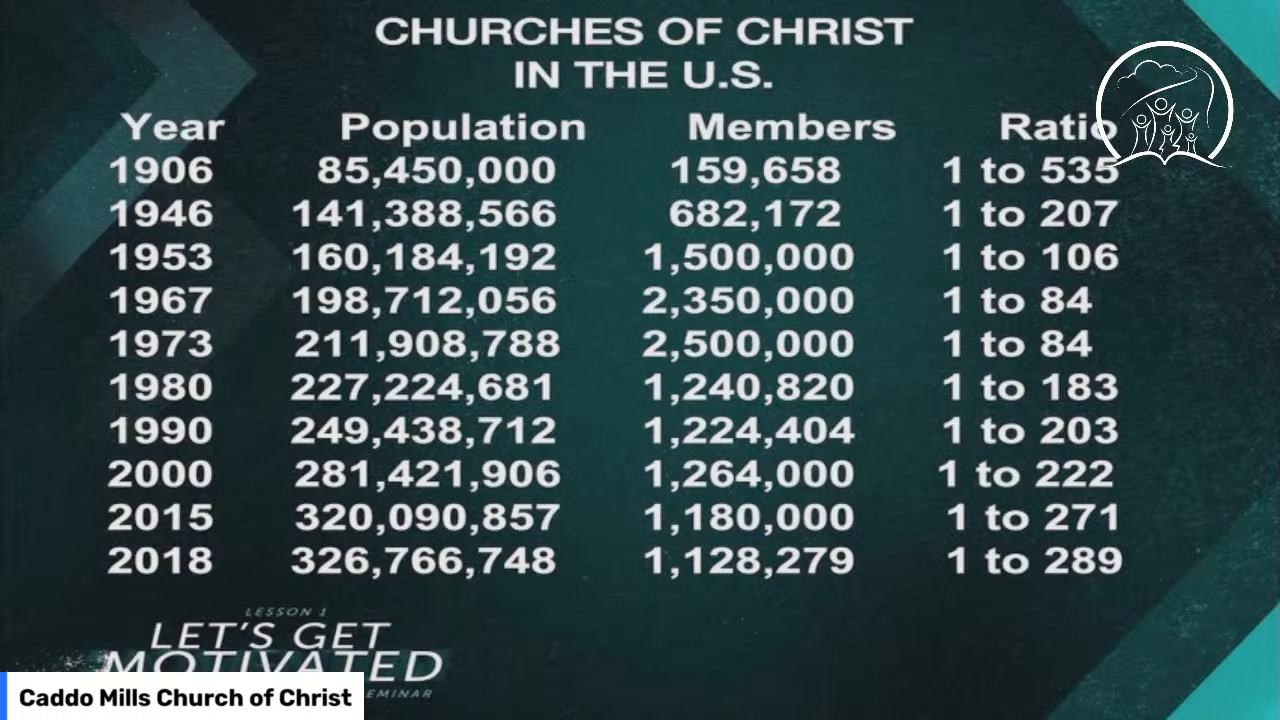 CHURCHES OF CHRIST
IN THE U.S.
Year Population Members Ratio
1906 85,450,000 159,658 1 to 535
1946 141,388,566 682,172 1 to 207
1953 160,184,192 1,500,000 1 to 106
1967 198,712,056 2,350,000 1 to 84
1973 211,908,788 2,500,000 1 to 84
1980 227,224,681 1,240,820 1 to 183
1990 249,438,712 1,224,404 1 to 203
2000 281,421,906 1,264,000 1 to 222
2015 320,090,857 1,180,000 1 to 271
2018 326,766,748 1,128,279 1 to 289
LESSON 1
LET'S GET
MOTIVATED
Caddo Mills Church of Christ